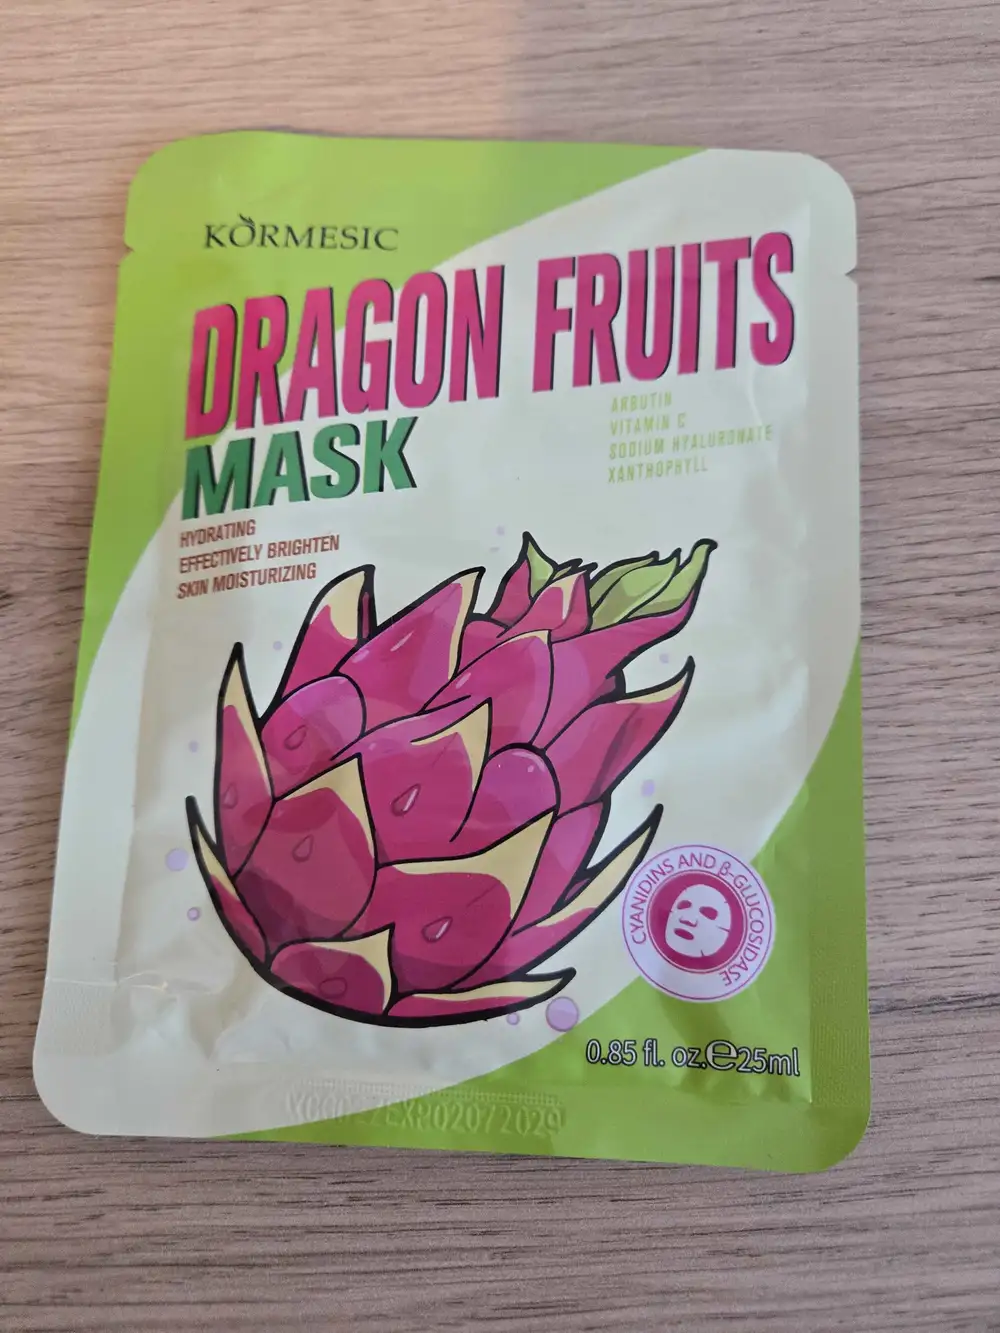 KORMESIC
DRAGON FRUITS
MASK
ARBUTIN
VITAMIN C
SODIUM HYALURONATE
XANTHOPHYLL
HYDRATING
EFFECTIVELY BRIGHTEN
SKIN MOISTURIZING
CYANIDINS AND β-GLUCOSIDASE
0.85 fl. oz.℮25ml
EXP02072029